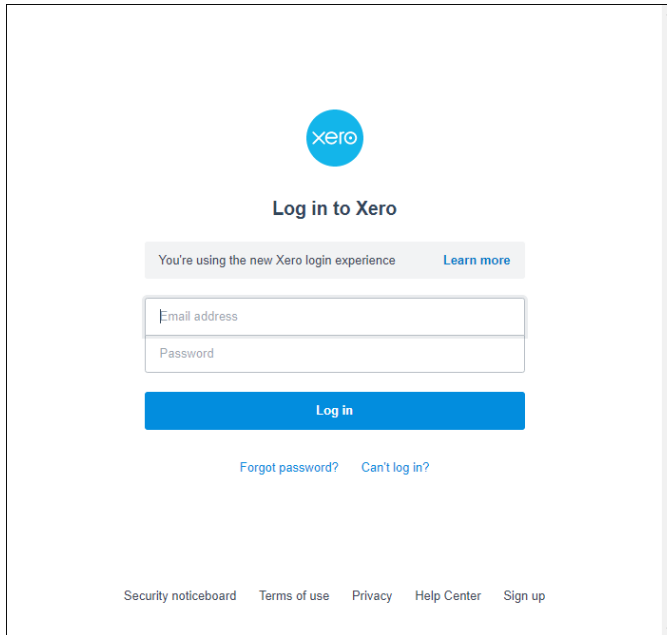 xero
Log in to Xero
You're using the new Xero login experience Learn more
Email address
Password
Log in
Forgot password? Can't log in?
Security noticeboard Terms of use Privacy Help Center Sign up